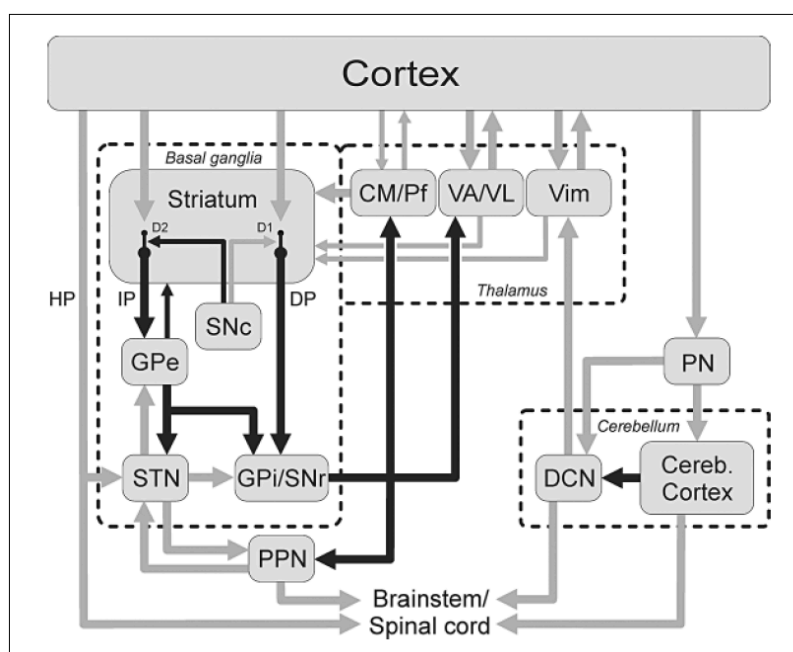 Cortex
Basal ganglia
Striatum
CM/Pf
VA/VL
Vim
D2
D1
Thalamus
HP
IP
DP
SNc
GPe
PN
Cerebellum
STN
GPi/SNr
DCN
Cereb.
Cortex
PPN
Brainstem/
Spinal cord